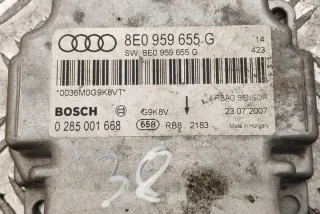 8E0 959 655 G 14
SW: 8E0 959 655 G 423
*0036M0G9K8VT*
BOSCH G9K8V AIRBAG SENSOR
23.07.2007
0 285 001 668 658 RB8 2183 Made in Hungary
38